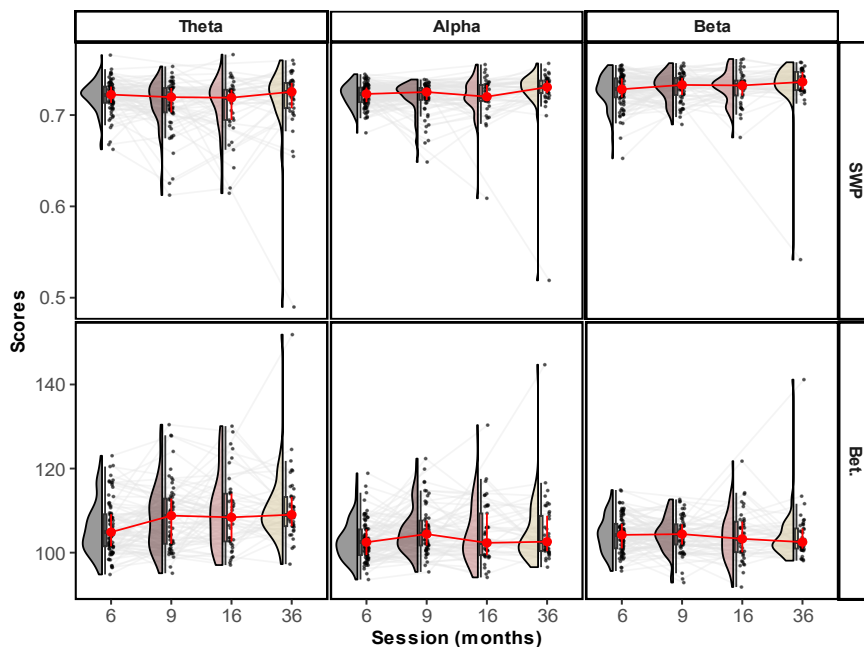 Theta Alpha Beta
0.7
0.6
0.5
SWP
Scores
140
120
100
Bet.
6 9 16 36 6 9 16 36 6 9 16 36
Session (months)